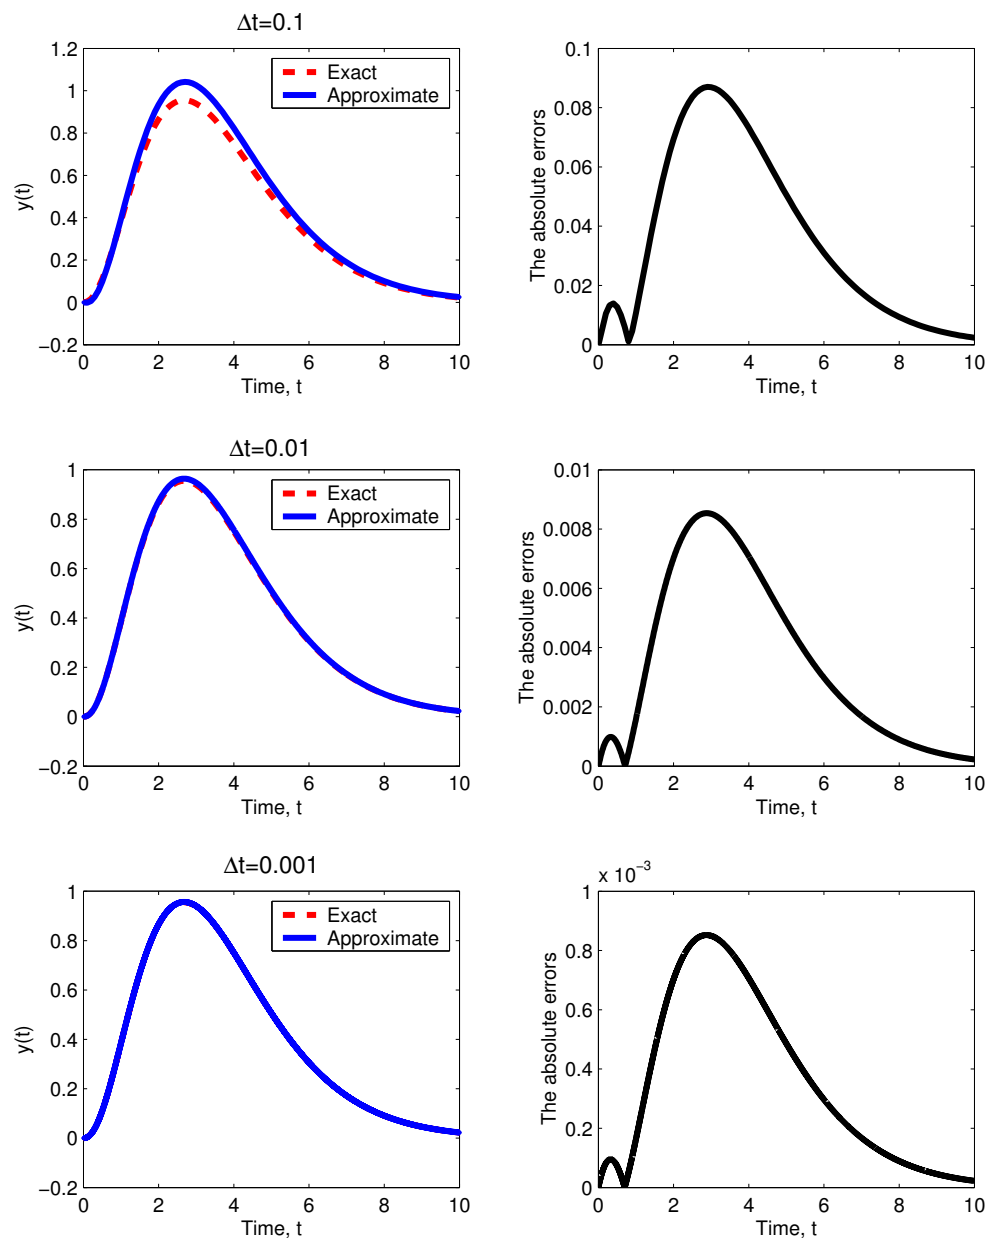 Δt=0.1
1.2
1
0.8
0.6
0.4
0.2
0
−0.2
y(t)
Exact
Approximate
0 2 4 6 8 10
Time, t
0.1
0.08
0.06
0.04
0.02
0
The absolute errors
0 2 4 6 8 10
Time, t
Δt=0.01
1
0.8
0.6
0.4
0.2
0
−0.2
y(t)
Exact
Approximate
0 2 4 6 8 10
Time, t
0.01
0.008
0.006
0.004
0.002
0
The absolute errors
0 2 4 6 8 10
Time, t
Δt=0.001
1
0.8
0.6
0.4
0.2
0
−0.2
y(t)
Exact
Approximate
0 2 4 6 8 10
Time, t
x 10⁻³
1
0.8
0.6
0.4
0.2
0
The absolute errors
0 2 4 6 8 10
Time, t